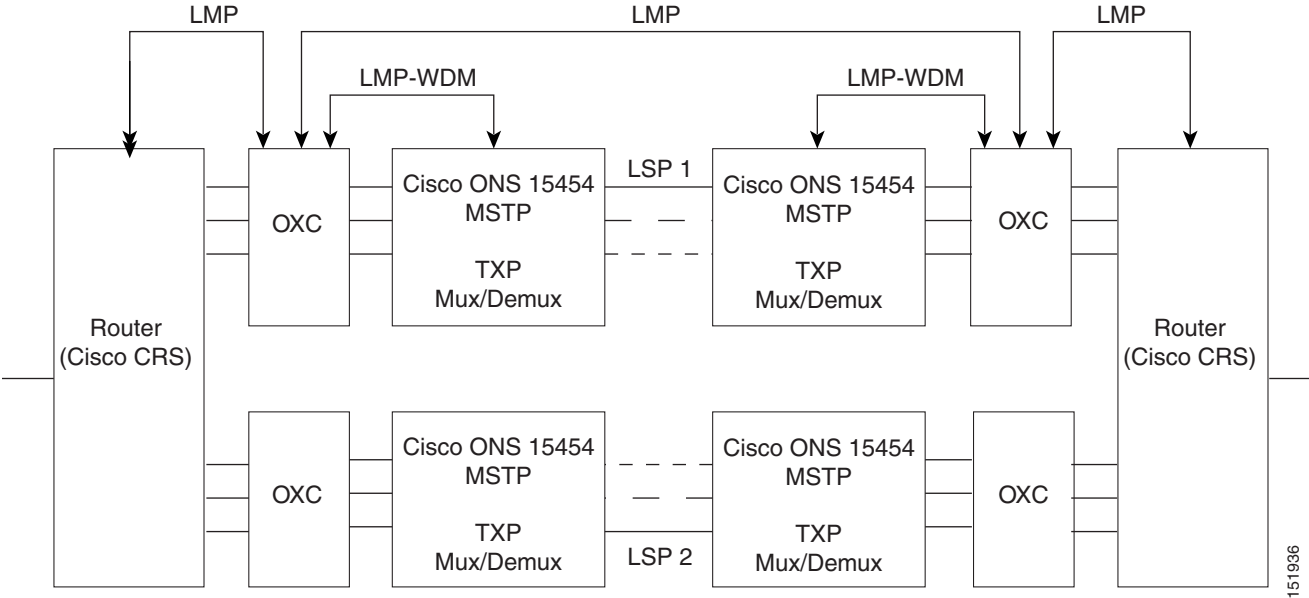 LMP
LMP
LMP
LMP-WDM
LMP-WDM
Router
(Cisco CRS)
OXC
Cisco ONS 15454
MSTP
TXP
Mux/Demux
LSP 1
Cisco ONS 15454
MSTP
TXP
Mux/Demux
OXC
Router
(Cisco CRS)
OXC
Cisco ONS 15454
MSTP
TXP
Mux/Demux
LSP 2
Cisco ONS 15454
MSTP
TXP
Mux/Demux
OXC
151936